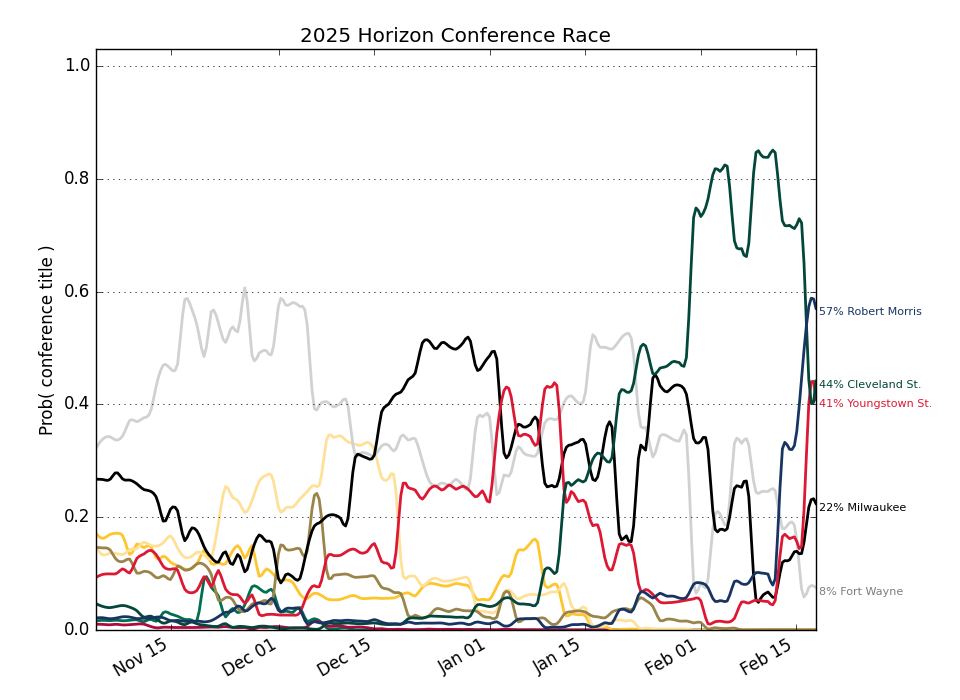 2025 Horizon Conference Race
Prob( conference title )
1.0
0.8
0.6
0.4
0.2
0.0
57% Robert Morris
44% Cleveland St.
41% Youngstown St.
22% Milwaukee
8% Fort Wayne
Nov 15
Dec 01
Dec 15
Jan 01
Jan 15
Feb 01
Feb 15